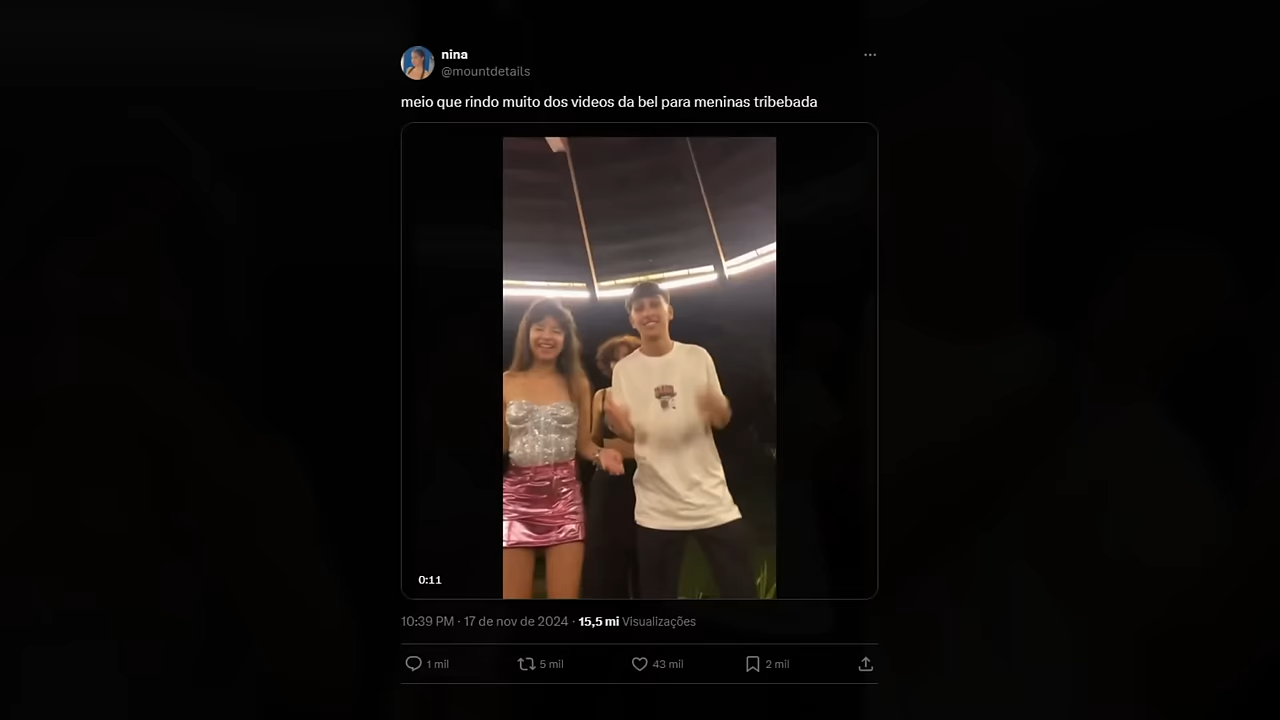 nina
@mountdetails
meio que rindo muito dos videos da bel para meninas tribebada
0:11
10:39 PM · 17 de nov de 2024 · 15,5 mi Visualizações
1 mil 5 mil 43 mil 2 mil